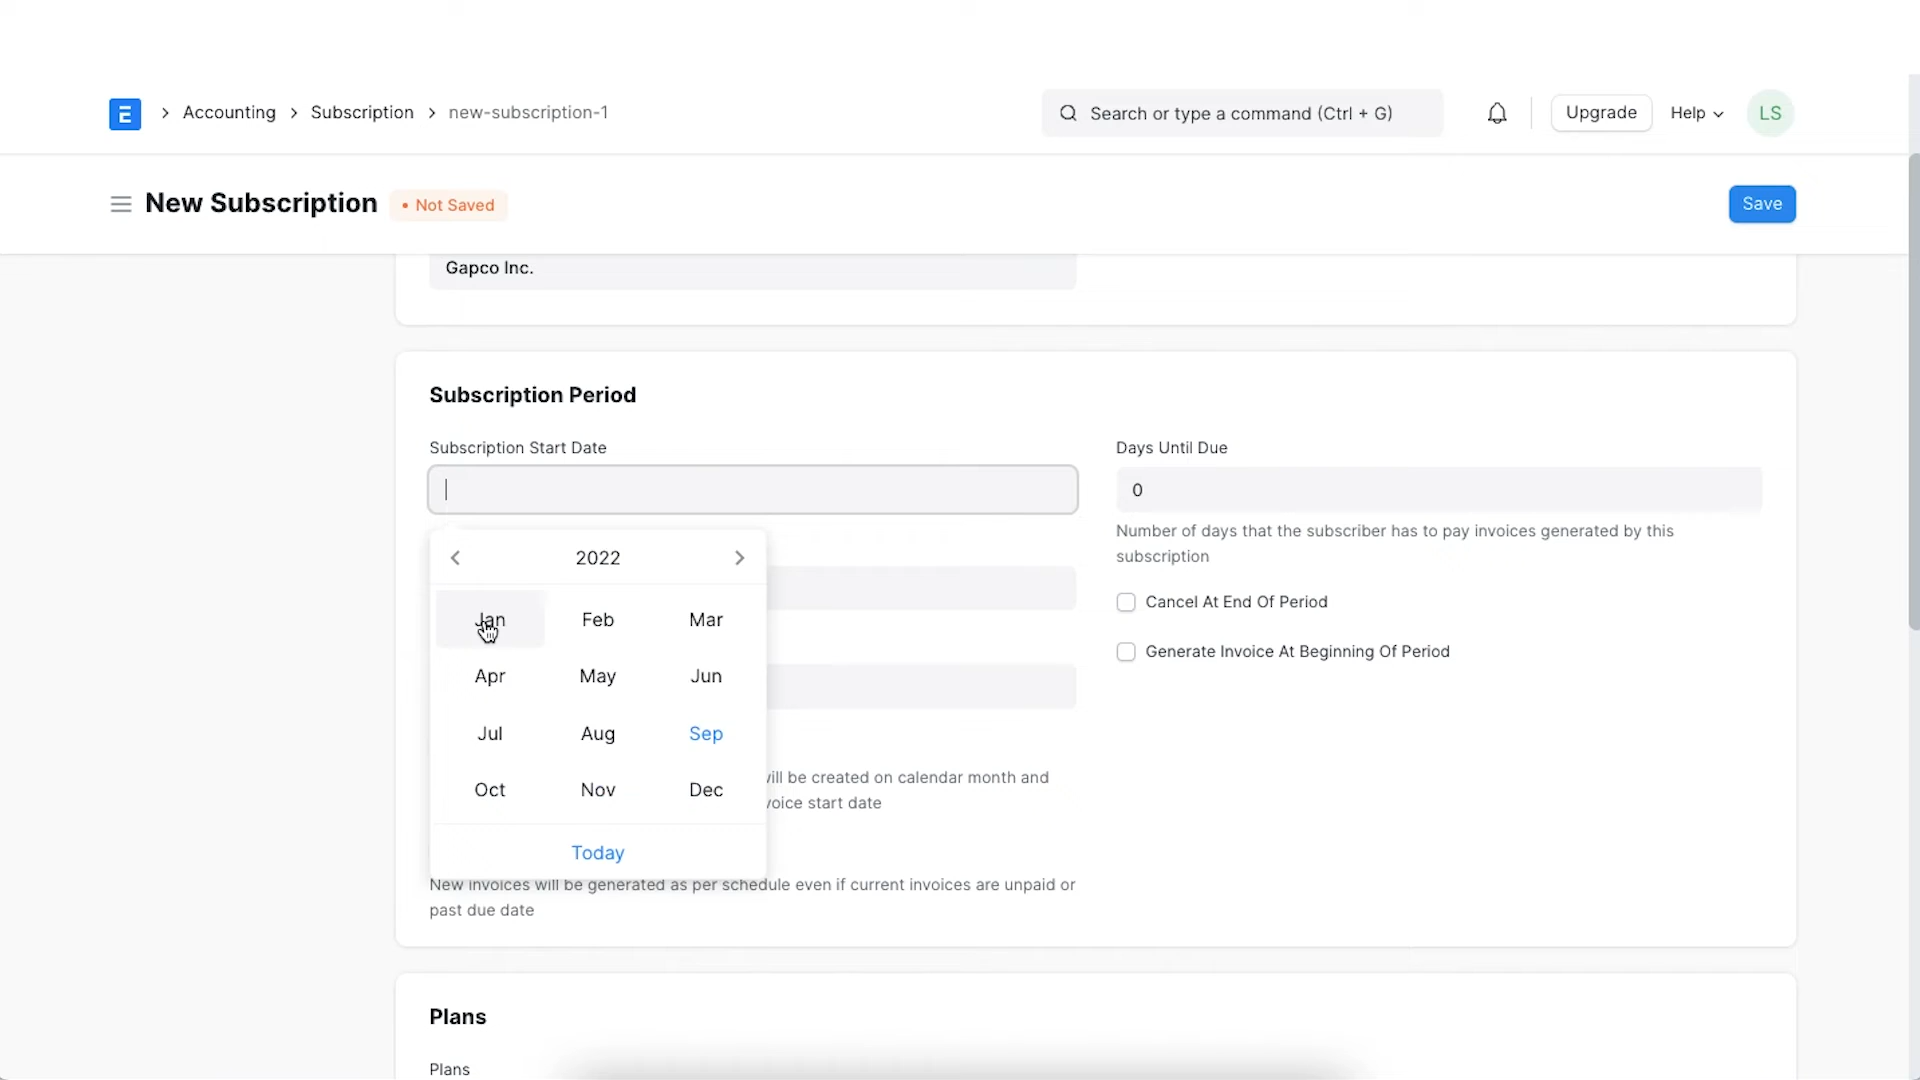 E
Accounting
Subscription
new-subscription-1
Search or type a command (Ctrl + G)
Upgrade
Help
LS
New Subscription
• Not Saved
Save
Gapco Inc.
Subscription Period
Subscription Start Date
Days Until Due
0
Number of days that the subscriber has to pay invoices generated by this
subscription
Cancel At End Of Period
Generate Invoice At Beginning Of Period
2022
Jan Feb Mar
Apr May Jun
Jul Aug Sep
Oct Nov Dec
Today
will be created on calendar month and
voice start date
New invoices will be generated as per schedule even if current invoices are unpaid or
past due date
Plans
Plans